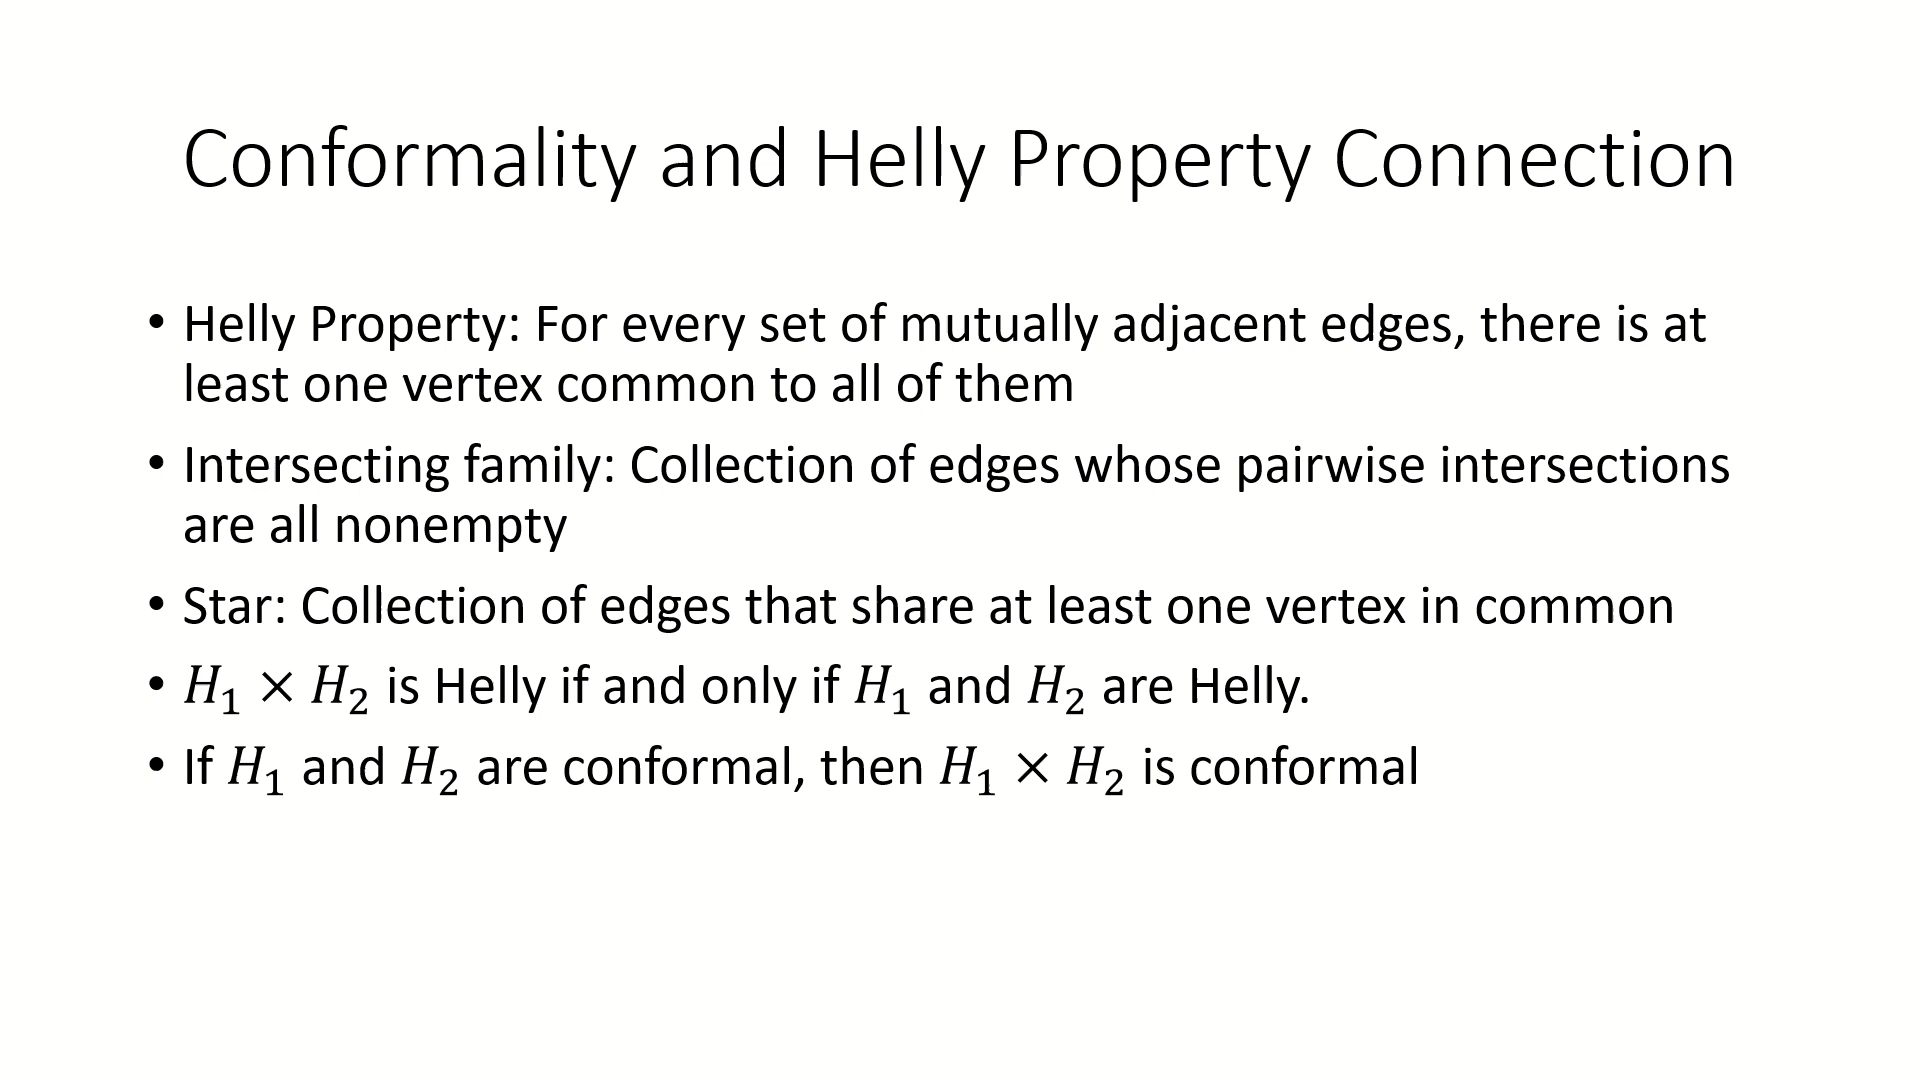 Conformality and Helly Property Connection
• Helly Property: For every set of mutually adjacent edges, there is at
least one vertex common to all of them
• Intersecting family: Collection of edges whose pairwise intersections
are all nonempty
• Star: Collection of edges that share at least one vertex in common
• 𝐻₁ × 𝐻₂ is Helly if and only if 𝐻₁ and 𝐻₂ are Helly.
• If 𝐻₁ and 𝐻₂ are conformal, then 𝐻₁ × 𝐻₂ is conformal